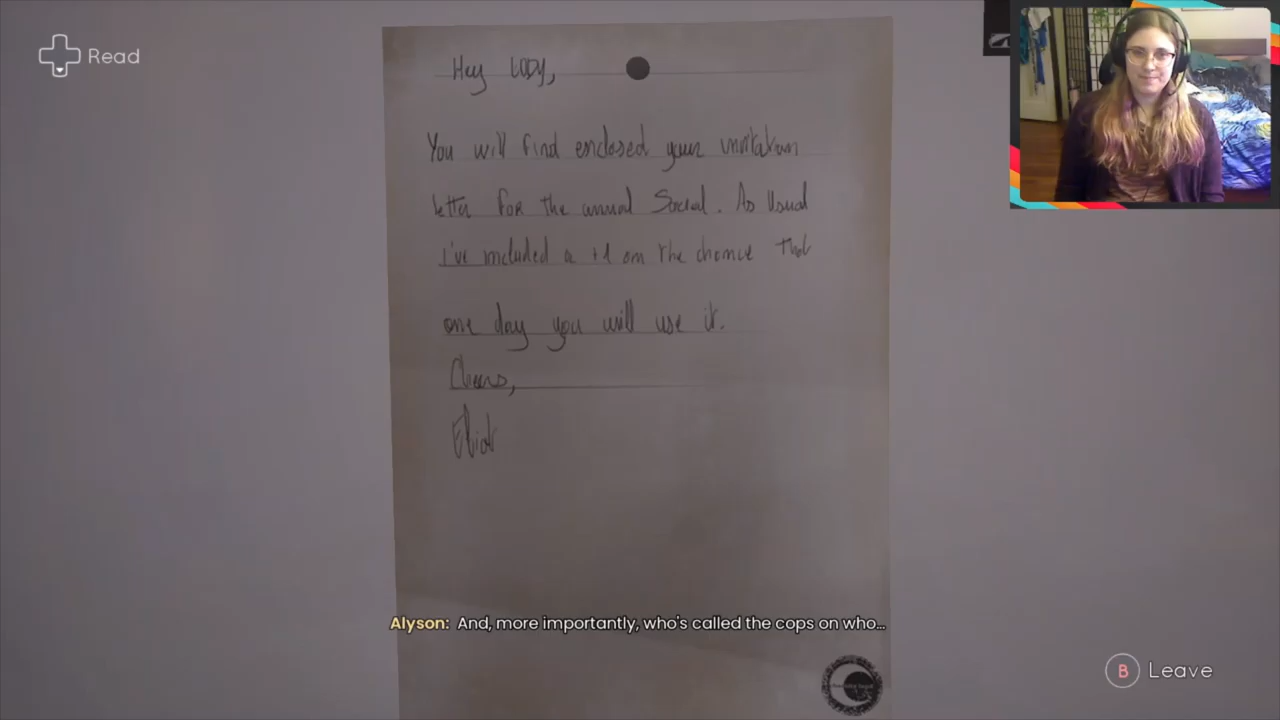 Read
Hey LODY,
You will find enclosed your invitation
letter for the annual Social. As Usual
i've included a +1 on the chance that
one day you will use it.
Cheers,
Eliot
Alyson: And, more importantly, who's called the cops on who...
B Leave